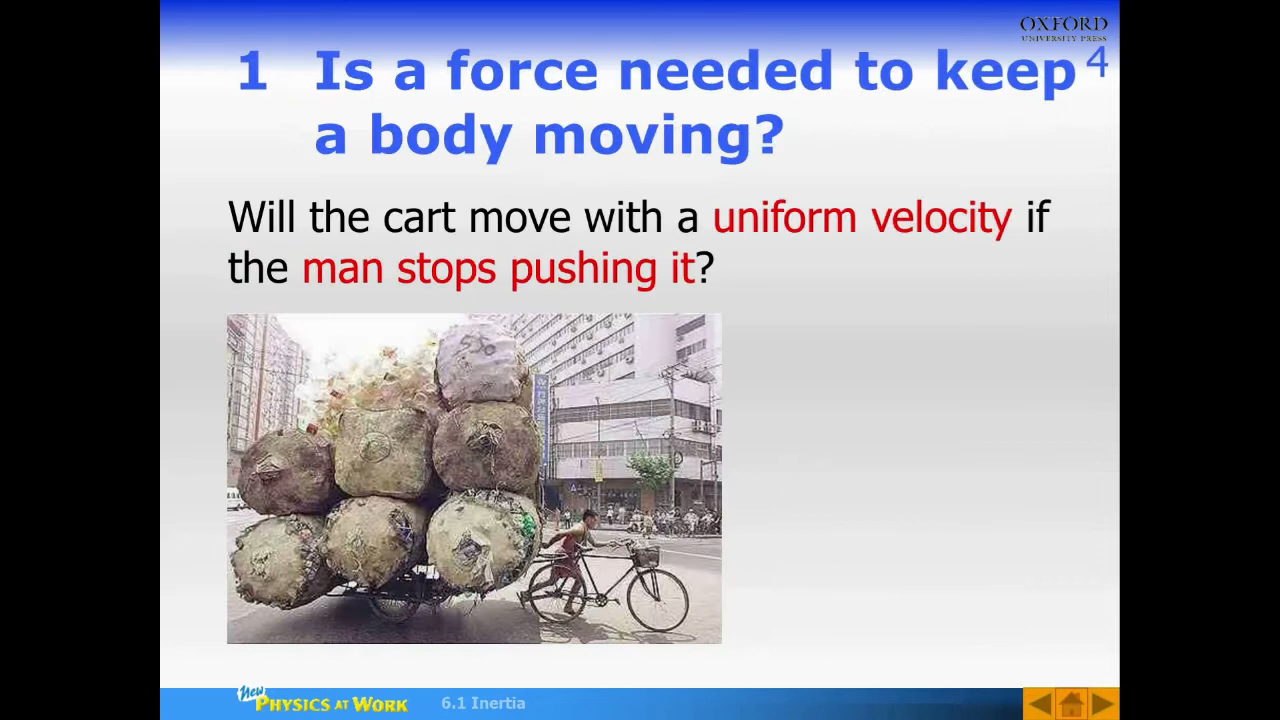 OXFORD
UNIVERSITY PRESS
4
1 Is a force needed to keep
a body moving?
Will the cart move with a uniform velocity if
the man stops pushing it?
New
PHYSICS AT WORK
6.1 Inertia